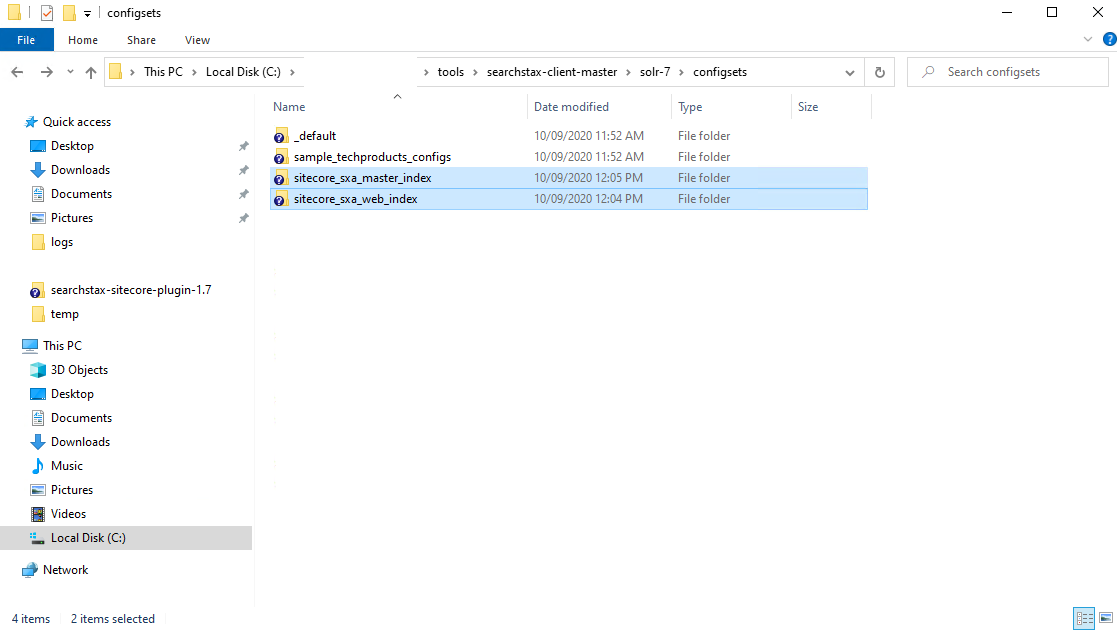 configsets
File Home Share View
This PC > Local Disk (C:) > > tools > searchstax-client-master > solr-7 > configsets Search configsets
Name Date modified Type Size
_default 10/09/2020 11:52 AM File folder
sample_techproducts_configs 10/09/2020 11:52 AM File folder
sitecore_sxa_master_index 10/09/2020 12:05 PM File folder
sitecore_sxa_web_index 10/09/2020 12:04 PM File folder
Quick access
Desktop
Downloads
Documents
Pictures
logs
searchstax-sitecore-plugin-1.7
temp
This PC
3D Objects
Desktop
Documents
Downloads
Music
Pictures
Videos
Local Disk (C:)
Network
4 items 2 items selected